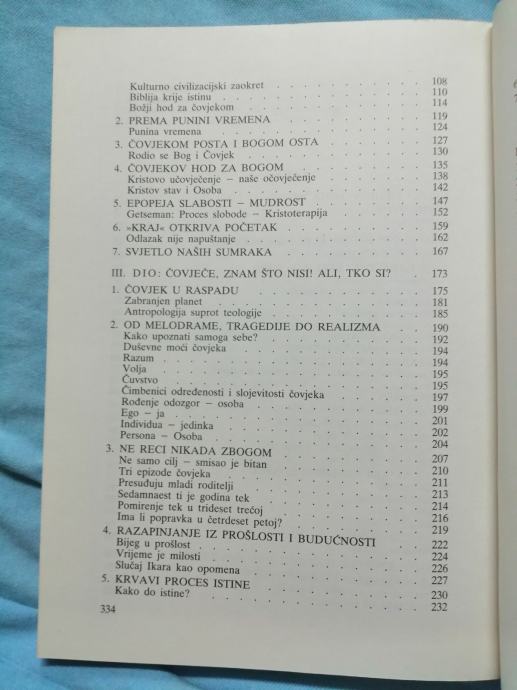 Kulturno civilizacijski zaokret 108
Biblija krije istinu 110
Božji hod za čovjekom 114
2. PREMA PUNINI VREMENA 119
Punina vremena 124
3. ČOVJEKOM POSTA I BOGOM OSTA 127
Rodio se Bog i Čovjek 130
4. ČOVJEKOV HOD ZA BOGOM 135
Kristovo učovječenje – naše očovječenje 138
Kristov stav i Osoba 142
5. EPOPEJA SLABOSTI – MUDROST 147
Getseman: Proces slobode – Kristoterapija 152
6. »KRAJ« OTKRIVA POČETAK 159
Odlazak nije napuštanje 162
7. SVJETLO NAŠIH SUMRAKA 167
III. DIO: ČOVJEČE, ZNAM ŠTO NISI! ALI, TKO SI? 173
1. ČOVJEK U RASPADU 175
Zabranjen planet 181
Antropologija suprot teologije 185
2. OD MELODRAME, TRAGEDIJE DO REALIZMA 190
Kako upoznati samoga sebe? 192
Duševne moći čovjeka 194
Razum 194
Volja 195
Čuvstvo 195
Čimbenici određenosti i slojevitosti čovjeka 197
Rođenje odozgor – osoba 199
Ego – ja 201
Individua – jedinka 202
Persona – Osoba 204
3. NE RECI NIKADA ZBOGOM 207
Ne samo cilj – smisao je bitan 210
Tri epizode čovjeka 211
Presuđuju mladi roditelji 213
Sedamnaest ti je godina tek 214
Pomirenje tek u trideset trećoj 216
Ima li popravka u četrdeset petoj? 219
4. RAZAPINJANJE IZ PROŠLOSTI I BUDUĆNOSTI 222
Bijeg u prošlost 224
Vrijeme je milosti 226
Slučaj Ikara kao opomena 227
5. KRVAVI PROCES ISTINE 230
Kako do istine? 232
334